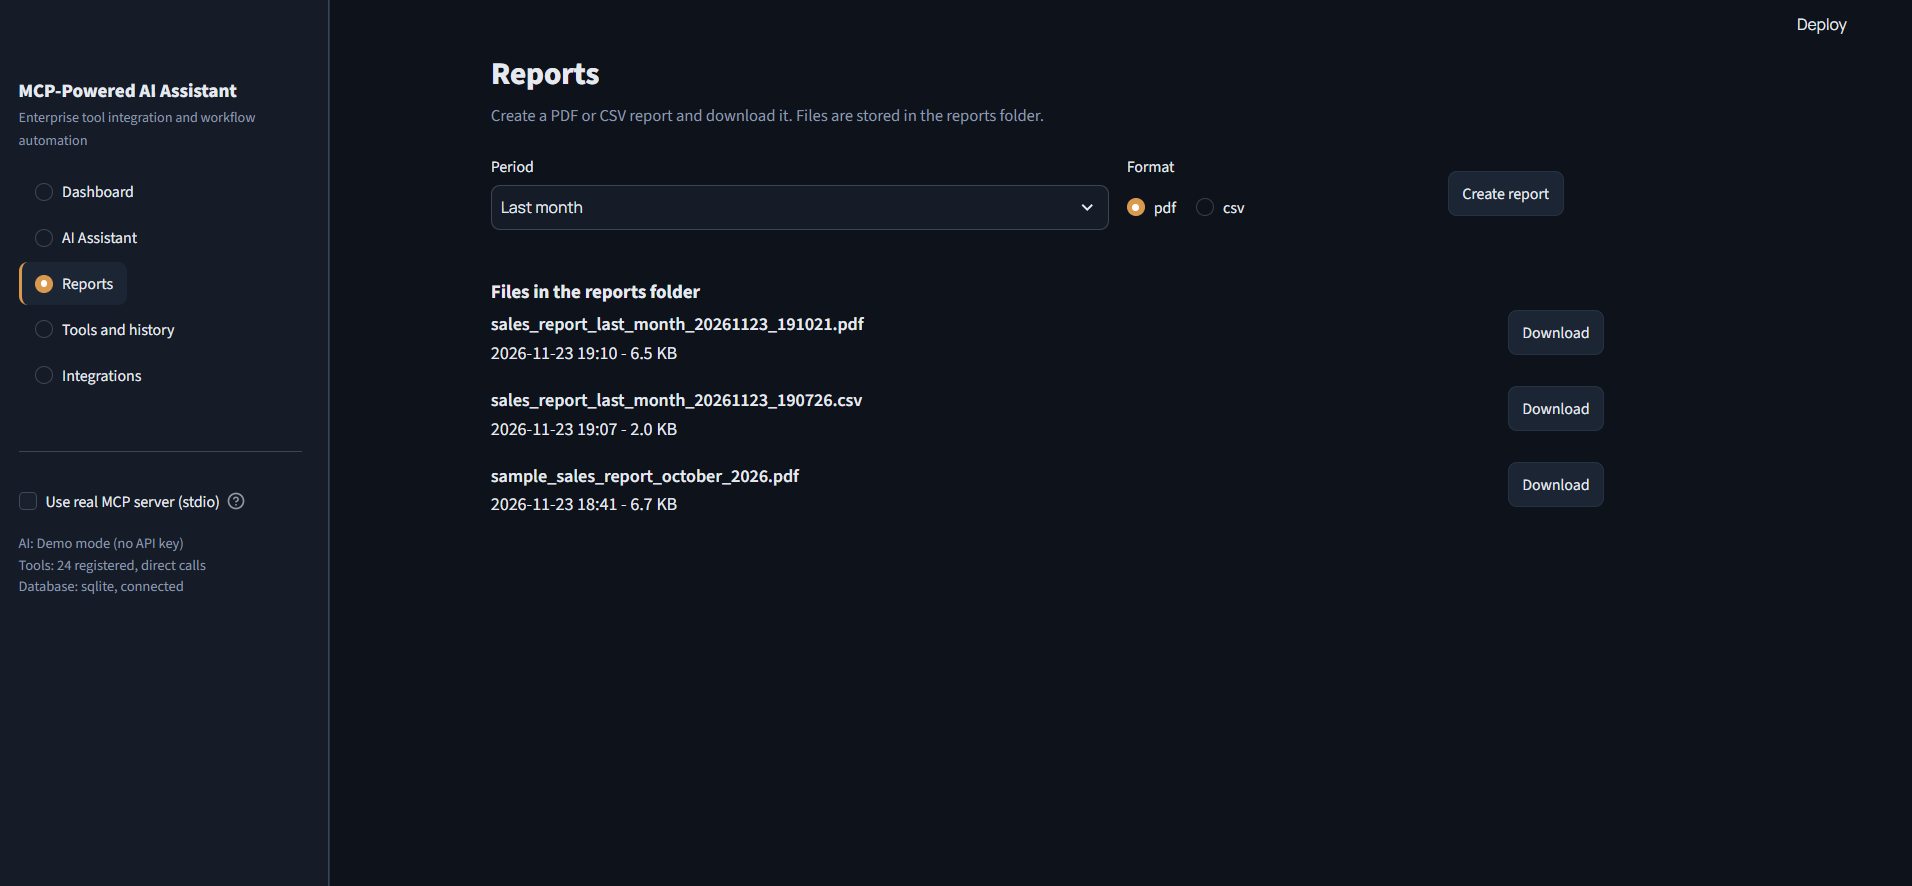 Deploy
MCP-Powered AI Assistant
Enterprise tool integration and workflow
automation
Dashboard
AI Assistant
Reports
Tools and history
Integrations
Use real MCP server (stdio)
AI: Demo mode (no API key)
Tools: 24 registered, direct calls
Database: sqlite, connected
Reports
Create a PDF or CSV report and download it. Files are stored in the reports folder.
Period
Last month
Format
pdf
csv
Create report
Files in the reports folder
sales_report_last_month_20261123_191021.pdf
2026-11-23 19:10 - 6.5 KB
Download
sales_report_last_month_20261123_190726.csv
2026-11-23 19:07 - 2.0 KB
Download
sample_sales_report_october_2026.pdf
2026-11-23 18:41 - 6.7 KB
Download